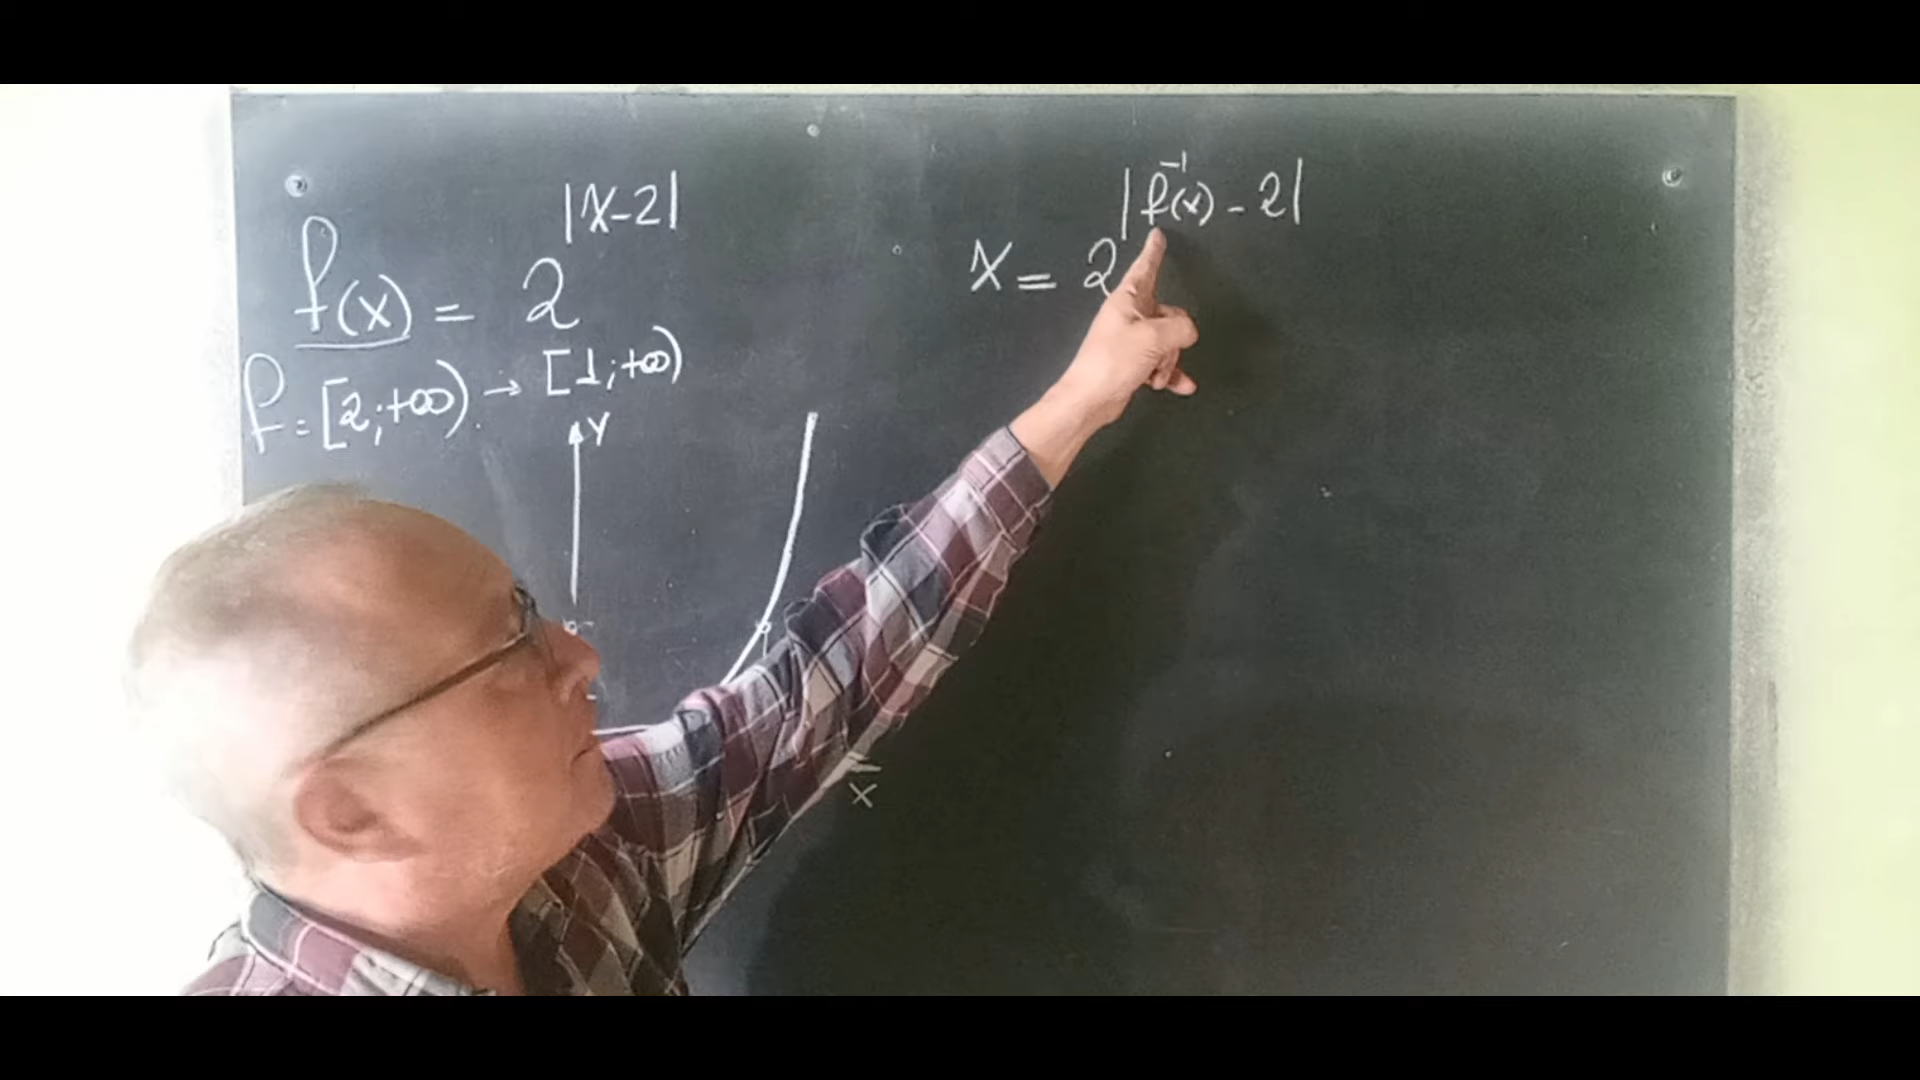 f(x) = 2^|x-2|
f = [2;+∞) → [1;+∞)
Y
x
x = 2^|f⁻¹(x) - 2|